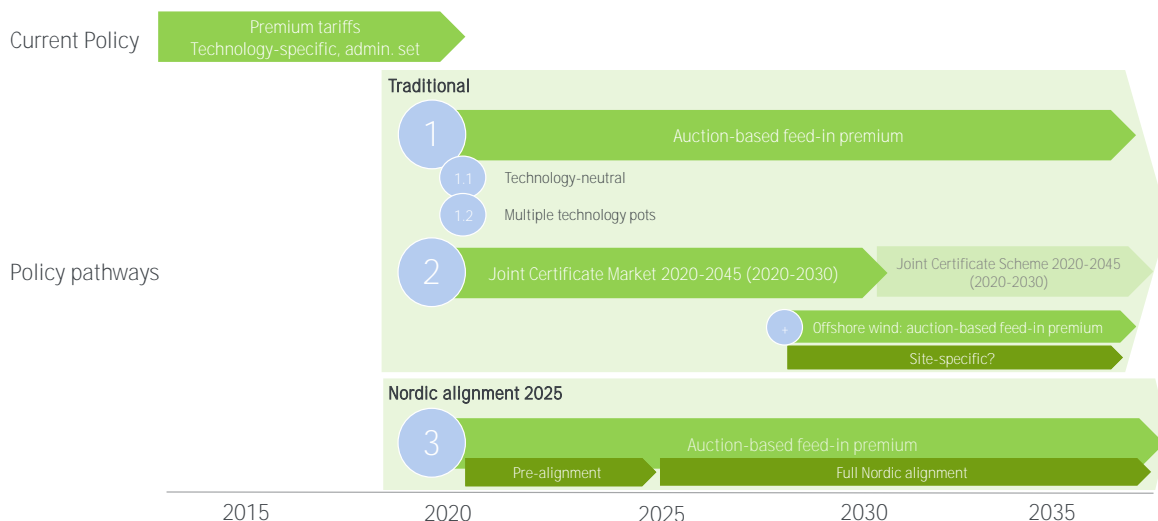 Current Policy
Premium tariffs
Technology-specific, admin. set
Traditional
1
Auction-based feed-in premium
1.1
Technology-neutral
1.2
Multiple technology pots
Policy pathways
2
Joint Certificate Market 2020-2045 (2020-2030)
Joint Certificate Scheme 2020-2045
(2020-2030)
+
Offshore wind: auction-based feed-in premium
Site-specific?
Nordic alignment 2025
3
Auction-based feed-in premium
Pre-alignment
Full Nordic alignment
2015
2020
2025
2030
2035